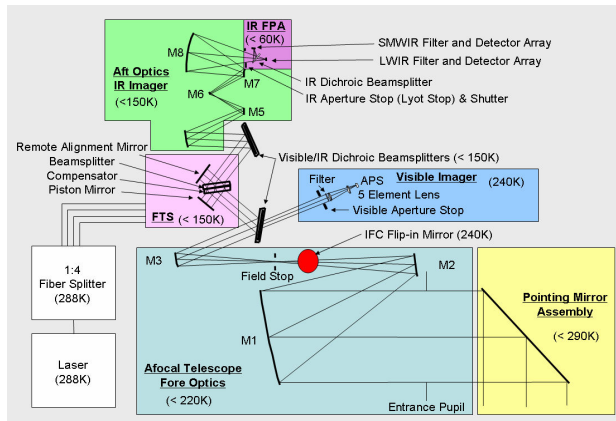 IR FPA
(< 60K)
SMWIR Filter and Detector Array
LWIR Filter and Detector Array
M8
Aft Optics
IR Imager
(<150K)
M7
IR Dichroic Beamsplitter
M6
IR Aperture Stop (Lyot Stop) & Shutter
M5
Remote Alignment Mirror
Beamsplitter
Compensator
Piston Mirror
Visible/IR Dichroic Beamsplitters (< 150K)
FTS
(< 150K)
Filter
APS
Visible Imager
(240K)
5 Element Lens
Visible Aperture Stop
IFC Flip-in Mirror (240K)
M3
Field Stop
M2
1:4
Fiber Splitter
(288K)
Pointing Mirror
Assembly
(< 290K)
M1
Laser
(288K)
Afocal Telescope
Fore Optics
(< 220K)
Entrance Pupil